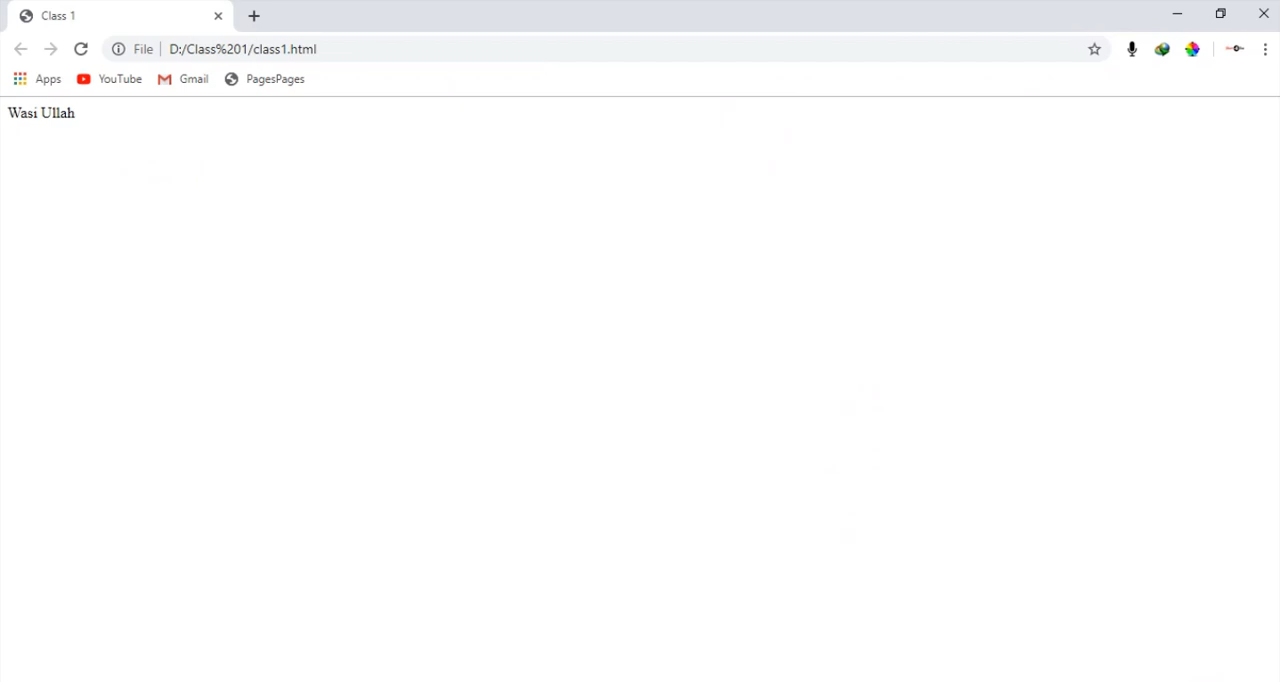 Class 1
File D:/Class%201/class1.html
Apps YouTube Gmail PagesPages
Wasi Ullah